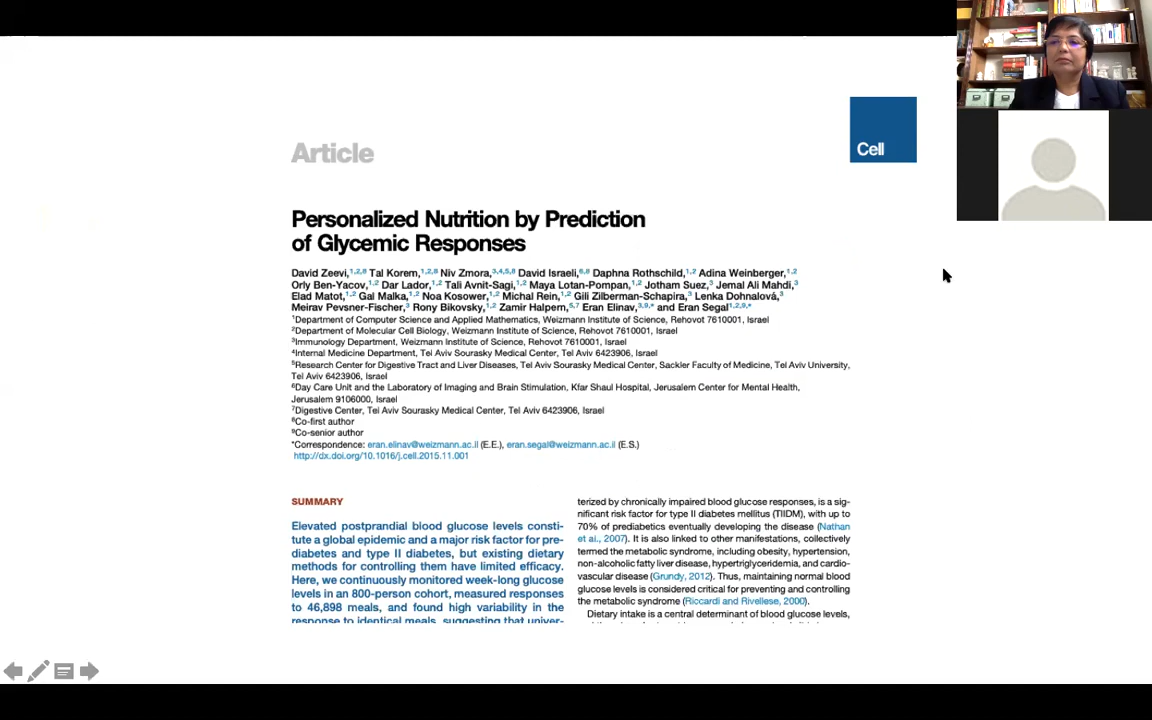 Article
Cell
Personalized Nutrition by Prediction
of Glycemic Responses
David Zeevi,1,2,8 Tal Korem,1,2,8 Niv Zmora,3,4,5,8 David Israeli,6,8 Daphna Rothschild,1,2 Adina Weinberger,1,2
Orly Ben-Yacov,1,2 Dar Lador,1,2 Tali Avnit-Sagi,1,2 Maya Lotan-Pompan,1,2 Jotham Suez,3 Jemal Ali Mahdi,3
Elad Matot,1,2 Gal Malka,1,2 Noa Kosower,1,2 Michal Rein,1,2 Gili Zilberman-Schapira,3 Lenka Dohnalová,3
Meirav Pevsner-Fischer,3 Rony Bikovsky,1,2 Zamir Halpern,5,7 Eran Elinav,3,9,* and Eran Segal1,2,9,*
1Department of Computer Science and Applied Mathematics, Weizmann Institute of Science, Rehovot 7610001, Israel
2Department of Molecular Cell Biology, Weizmann Institute of Science, Rehovot 7610001, Israel
3Immunology Department, Weizmann Institute of Science, Rehovot 7610001, Israel
4Internal Medicine Department, Tel Aviv Sourasky Medical Center, Tel Aviv 6423906, Israel
5Research Center for Digestive Tract and Liver Diseases, Tel Aviv Sourasky Medical Center, Sackler Faculty of Medicine, Tel Aviv University,
Tel Aviv 6423906, Israel
6Day Care Unit and the Laboratory of Imaging and Brain Stimulation, Kfar Shaul Hospital, Jerusalem Center for Mental Health,
Jerusalem 9106000, Israel
7Digestive Center, Tel Aviv Sourasky Medical Center, Tel Aviv 6423906, Israel
8Co-first author
9Co-senior author
*Correspondence: eran.elinav@weizmann.ac.il (E.E.), eran.segal@weizmann.ac.il (E.S.)
http://dx.doi.org/10.1016/j.cell.2015.11.001
SUMMARY
Elevated postprandial blood glucose levels consti-
tute a global epidemic and a major risk factor for pre-
diabetes and type II diabetes, but existing dietary
methods for controlling them have limited efficacy.
Here, we continuously monitored week-long glucose
levels in an 800-person cohort, measured responses
to 46,898 meals, and found high variability in the
response to identical meals, suggesting that univer-
terized by chronically impaired blood glucose responses, is a sig-
nificant risk factor for type II diabetes mellitus (TIIDM), with up to
70% of prediabetics eventually developing the disease (Nathan
et al., 2007). It is also linked to other manifestations, collectively
termed the metabolic syndrome, including obesity, hypertension,
non-alcoholic fatty liver disease, hypertriglyceridemia, and cardio-
vascular disease (Grundy, 2012). Thus, maintaining normal blood
glucose levels is considered critical for preventing and controlling
the metabolic syndrome (Riccardi and Rivellese, 2000).
Dietary intake is a central determinant of blood glucose levels,